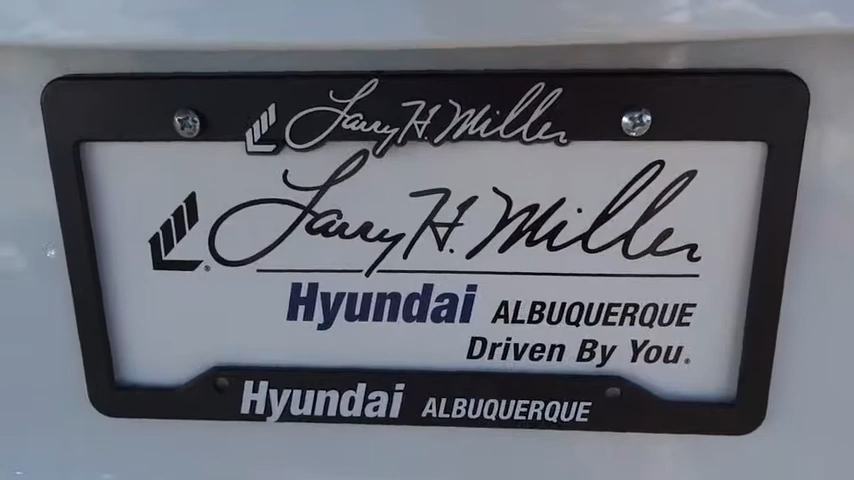 Larry H. Miller
Larry H. Miller®
Hyundai ALBUQUERQUE
Driven By You.
Hyundai ALBUQUERQUE